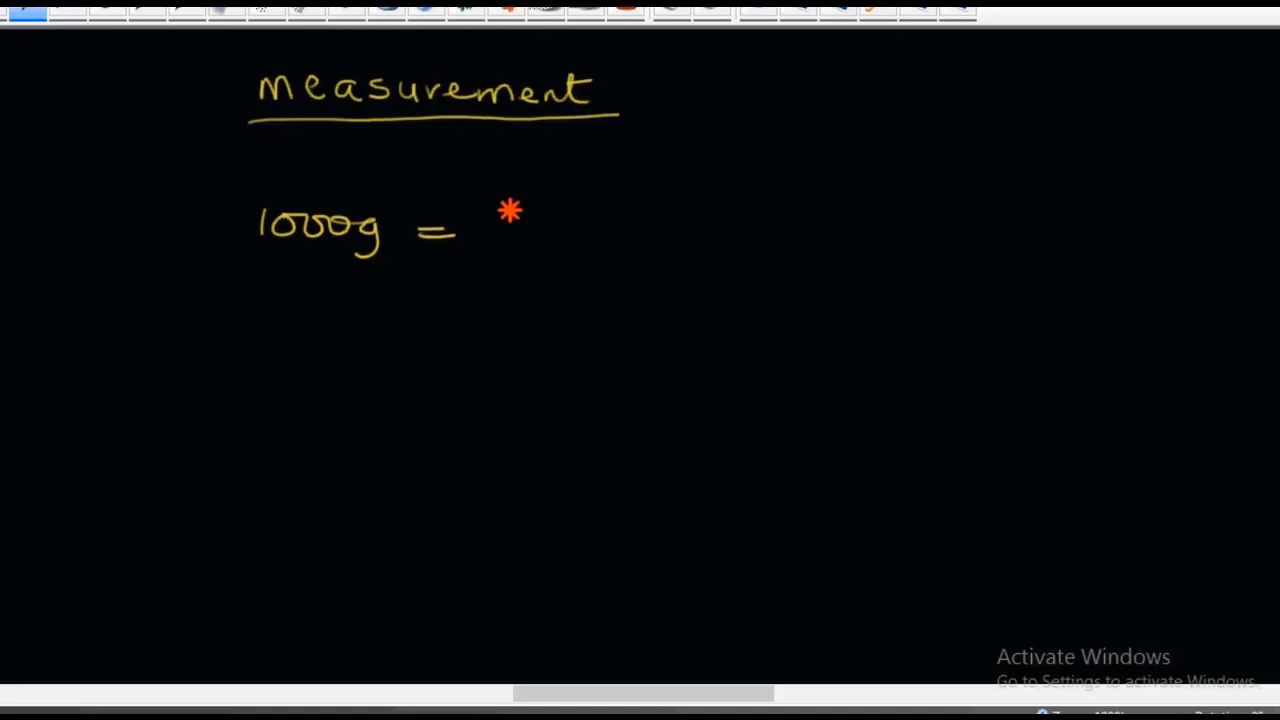 measurement
1000g =
Activate Windows
Go to Settings to activate Windows.